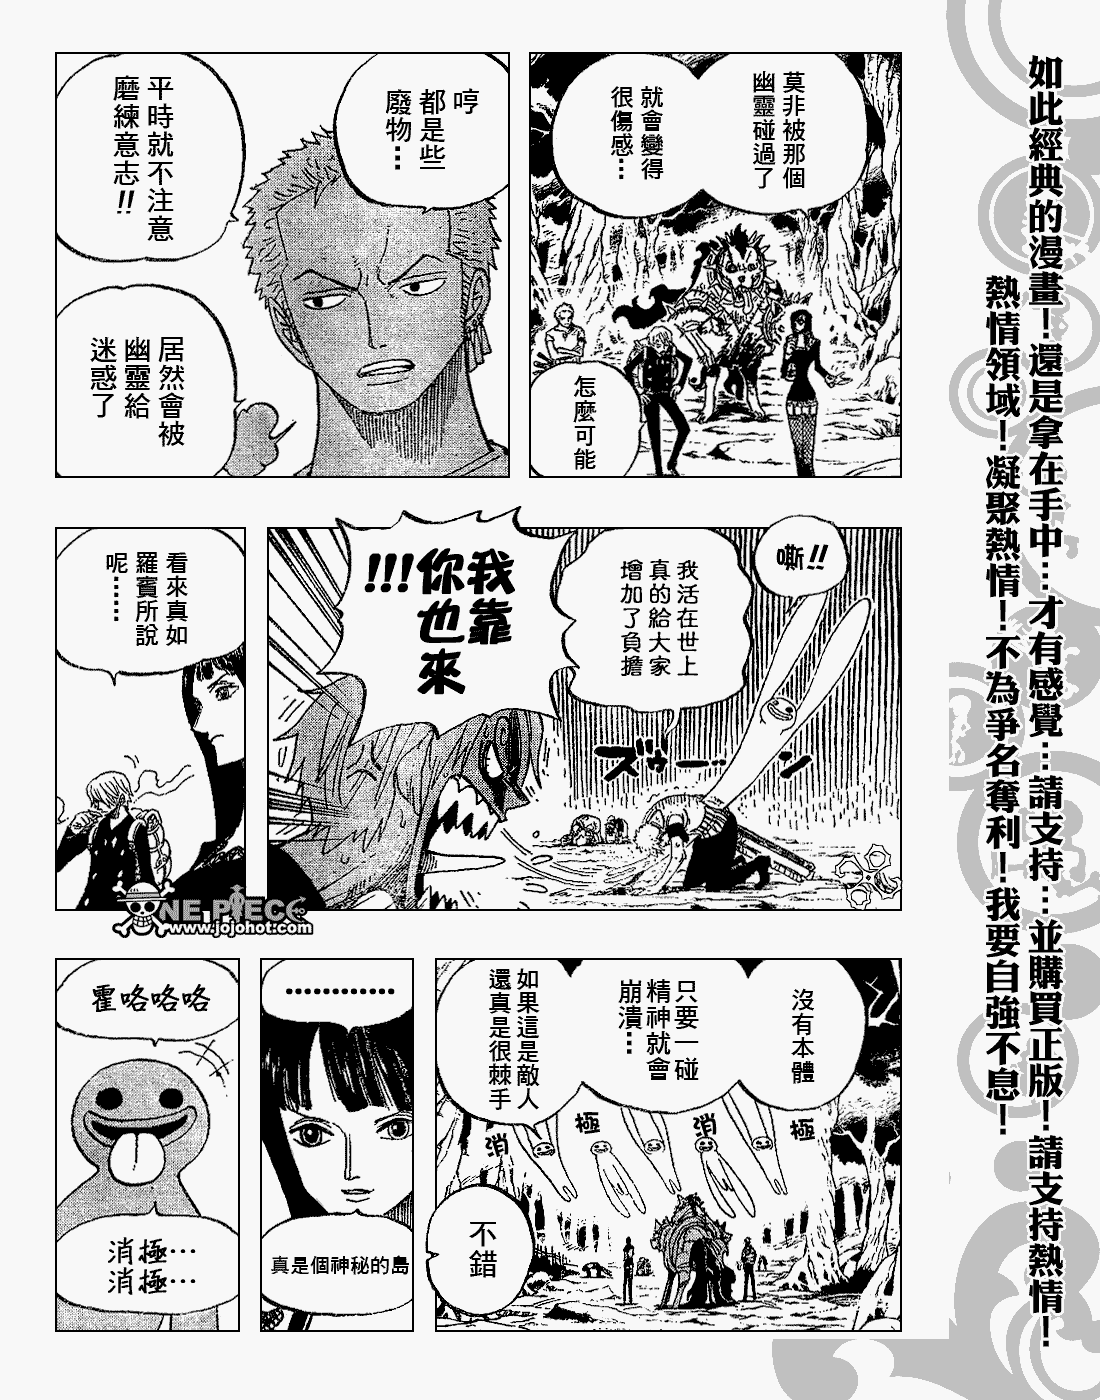 如此經典的漫畫！還是拿在手中…才有感覺…請支持…並購買正版！請支持熱情！
熱情領域！凝聚熱情！不為爭名奪利！我要自強不息！
莫非被那個
幽靈碰過了
就會變得
很傷感…
怎麼可能
哼
都是些
廢物…
平時就不注意
磨練意志!!
居然會被
幽靈給
迷惑了
嘶!!
我活在世上
真的給大家
增加了負擔
ズゥーン
我靠
你也來
!!!
看來真如
羅賓所說
呢……
ONE PIECE
www.jojohot.com
沒有本體
只要一碰
精神就會
崩潰…
如果這是敵人
還真是很棘手
消
極
消
極
不錯
…………
真是個神秘的島
霍咯咯咯
消極…
消極…